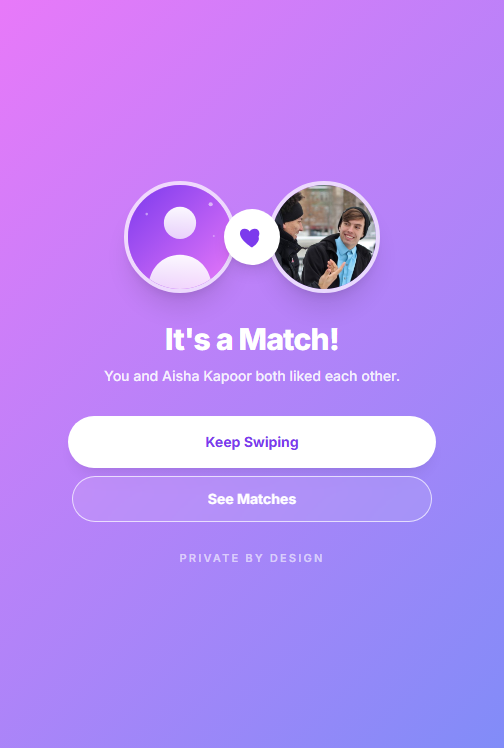 It's a Match!
You and Aisha Kapoor both liked each other.
Keep Swiping
See Matches
PRIVATE BY DESIGN